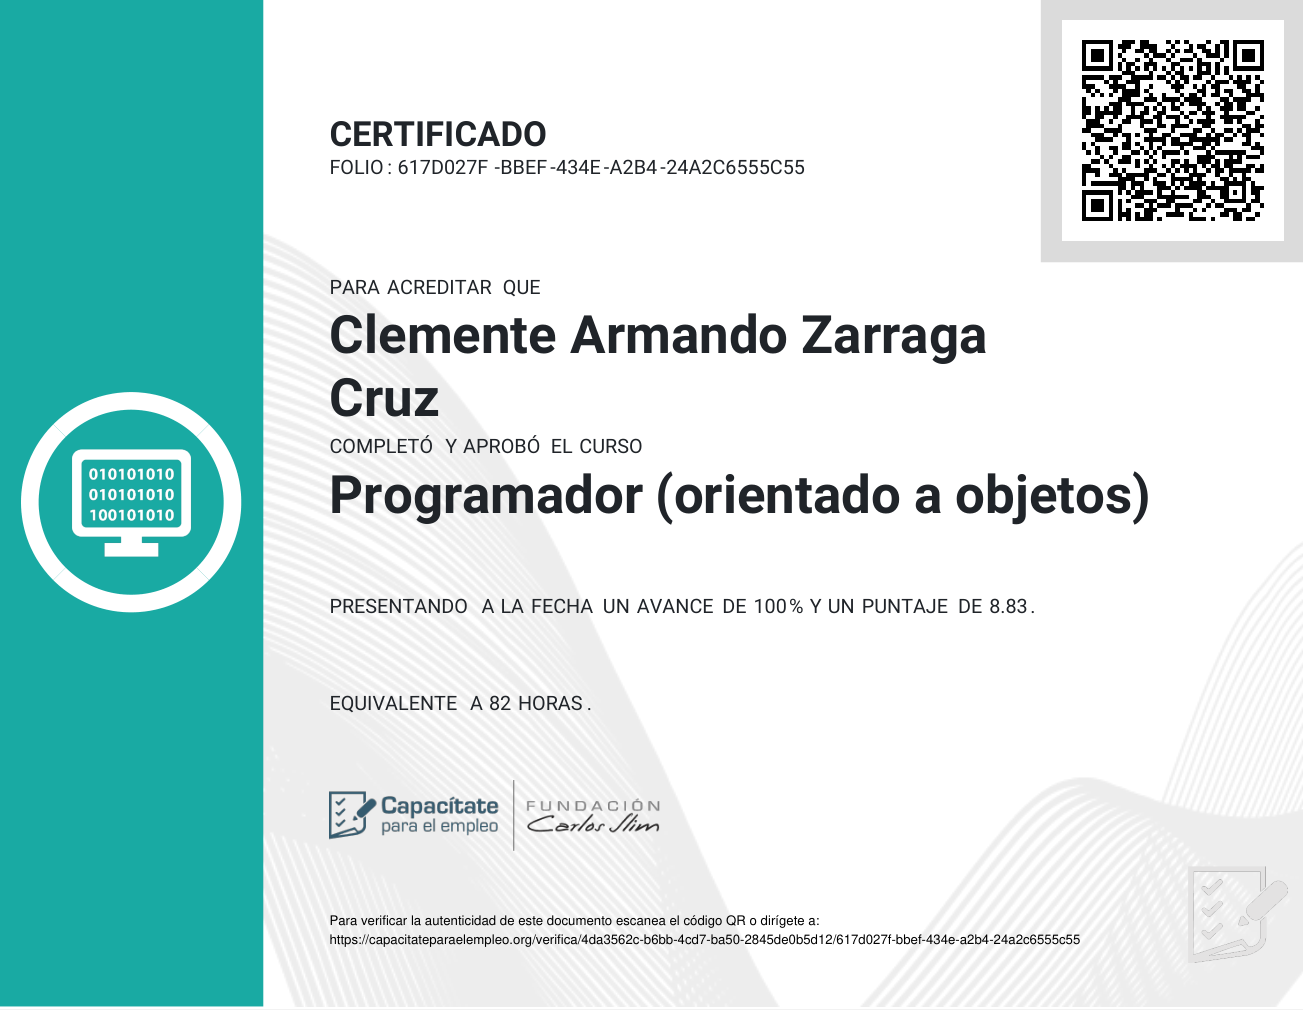 CERTIFICADO
FOLIO: 617D027F-BBEF-434E-A2B4-24A2C6555C55
PARA ACREDITAR QUE
Clemente Armando Zarraga
Cruz
COMPLETÓ Y APROBÓ EL CURSO
Programador (orientado a objetos)
010101010
010101010
100101010
PRESENTANDO A LA FECHA UN AVANCE DE 100% Y UN PUNTAJE DE 8.83.
EQUIVALENTE A 82 HORAS.
Capacítate
para el empleo
FUNDACIÓN
Carlos Slim
Para verificar la autenticidad de este documento escanea el código QR o dirígete a:
https://capacitateparaelempleo.org/verifica/4da3562c-b6bb-4cd7-ba50-2845de0b5d12/617d027f-bbef-434e-a2b4-24a2c6555c55